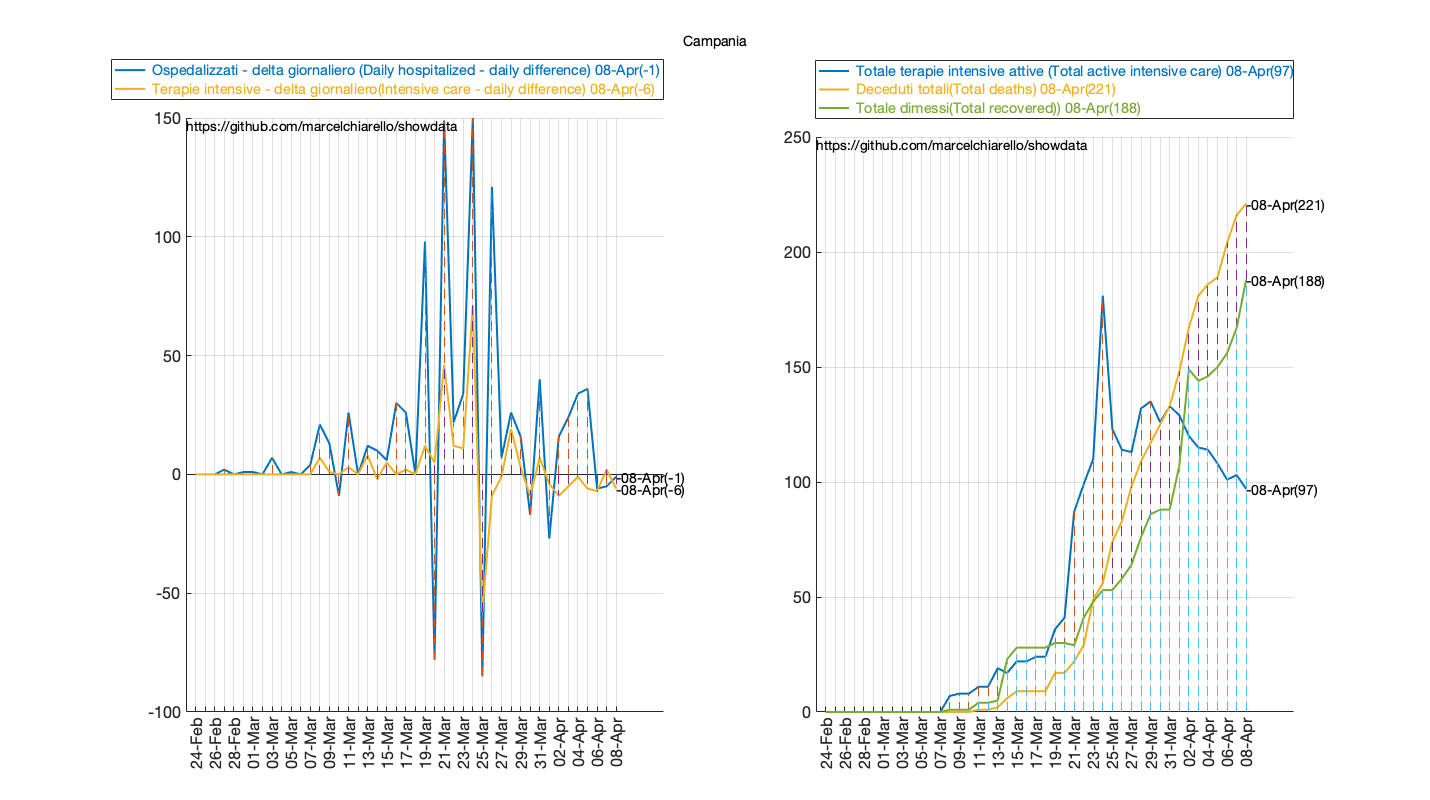 Campania
Ospedalizzati - delta giornaliero (Daily hospitalized - daily difference) 08-Apr(-1)
Terapie intensive - delta giornaliero(Intensive care - daily difference) 08-Apr(-6)
150
https://github.com/marcelchiarello/showdata
100
50
0
-50
-100
-08-Apr(-1)
-08-Apr(-6)
24-Feb
26-Feb
28-Feb
01-Mar
03-Mar
05-Mar
07-Mar
09-Mar
11-Mar
13-Mar
15-Mar
17-Mar
19-Mar
21-Mar
23-Mar
25-Mar
27-Mar
29-Mar
31-Mar
02-Apr
04-Apr
06-Apr
08-Apr
Totale terapie intensive attive (Total active intensive care) 08-Apr(97)
Deceduti totali(Total deaths) 08-Apr(221)
Totale dimessi(Total recovered)) 08-Apr(188)
250
https://github.com/marcelchiarello/showdata
200
150
100
50
0
-08-Apr(221)
-08-Apr(188)
-08-Apr(97)
24-Feb
26-Feb
28-Feb
01-Mar
03-Mar
05-Mar
07-Mar
09-Mar
11-Mar
13-Mar
15-Mar
17-Mar
19-Mar
21-Mar
23-Mar
25-Mar
27-Mar
29-Mar
31-Mar
02-Apr
04-Apr
06-Apr
08-Apr